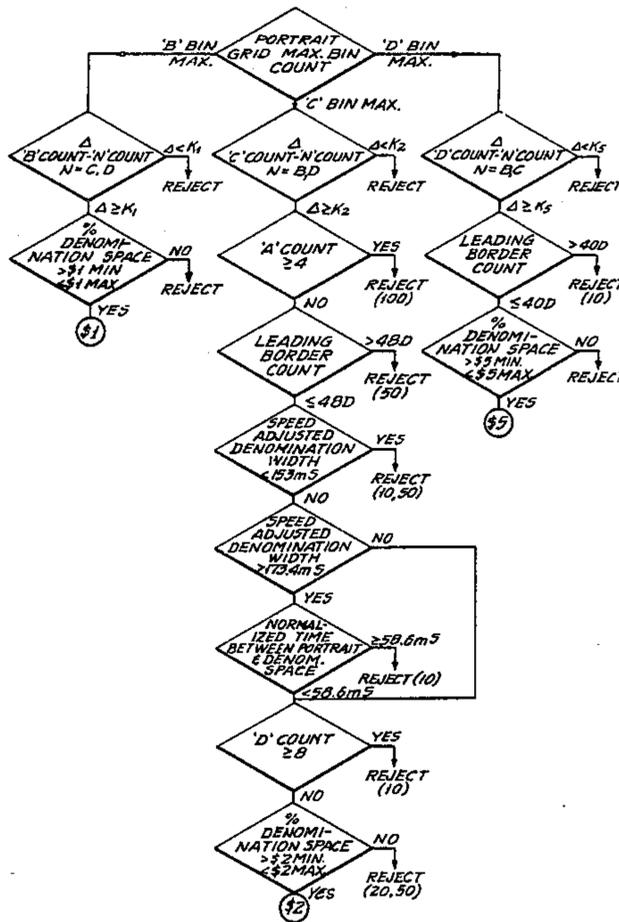 PORTRAIT
GRID MAX. BIN
COUNT
'B' BIN
MAX.
'D' BIN
MAX.
'C' BIN MAX.
Δ
'B' COUNT-'N' COUNT
N=C,D
Δ<K1
REJECT
Δ≥K1
%
DENOMI-
NATION SPACE
>$1 MIN
<$1 MAX
NO
REJECT
YES
$1
Δ
'C' COUNT-'N' COUNT
N=B,D
Δ<K2
REJECT
Δ≥K2
'A' COUNT
≥4
YES
REJECT
(100)
NO
LEADING
BORDER
COUNT
>48D
REJECT
(50)
≤48D
SPEED
ADJUSTED
DENOMINATION
WIDTH
<153mS
YES
REJECT
(10,50)
NO
SPEED
ADJUSTED
DENOMINATION
WIDTH
>173.4mS
NO
YES
NORMAL-
IZED TIME
BETWEEN PORTRAIT
& DENOM.
SPACE
≥58.6mS
REJECT (10)
<58.6mS
'D' COUNT
≥8
YES
REJECT
(10)
NO
%
DENOMI-
NATION SPACE
>$2 MIN.
<$2 MAX.
NO
REJECT
(20,50)
YES
$2
Δ
'D' COUNT-'N' COUNT
N=B,C
Δ<K5
REJECT
Δ≥K5
LEADING
BORDER
COUNT
>40D
REJECT
(10)
≤40D
%
DENOMI-
NATION SPACE
>$5 MIN.
<$5 MAX
NO
REJECT
YES
$5